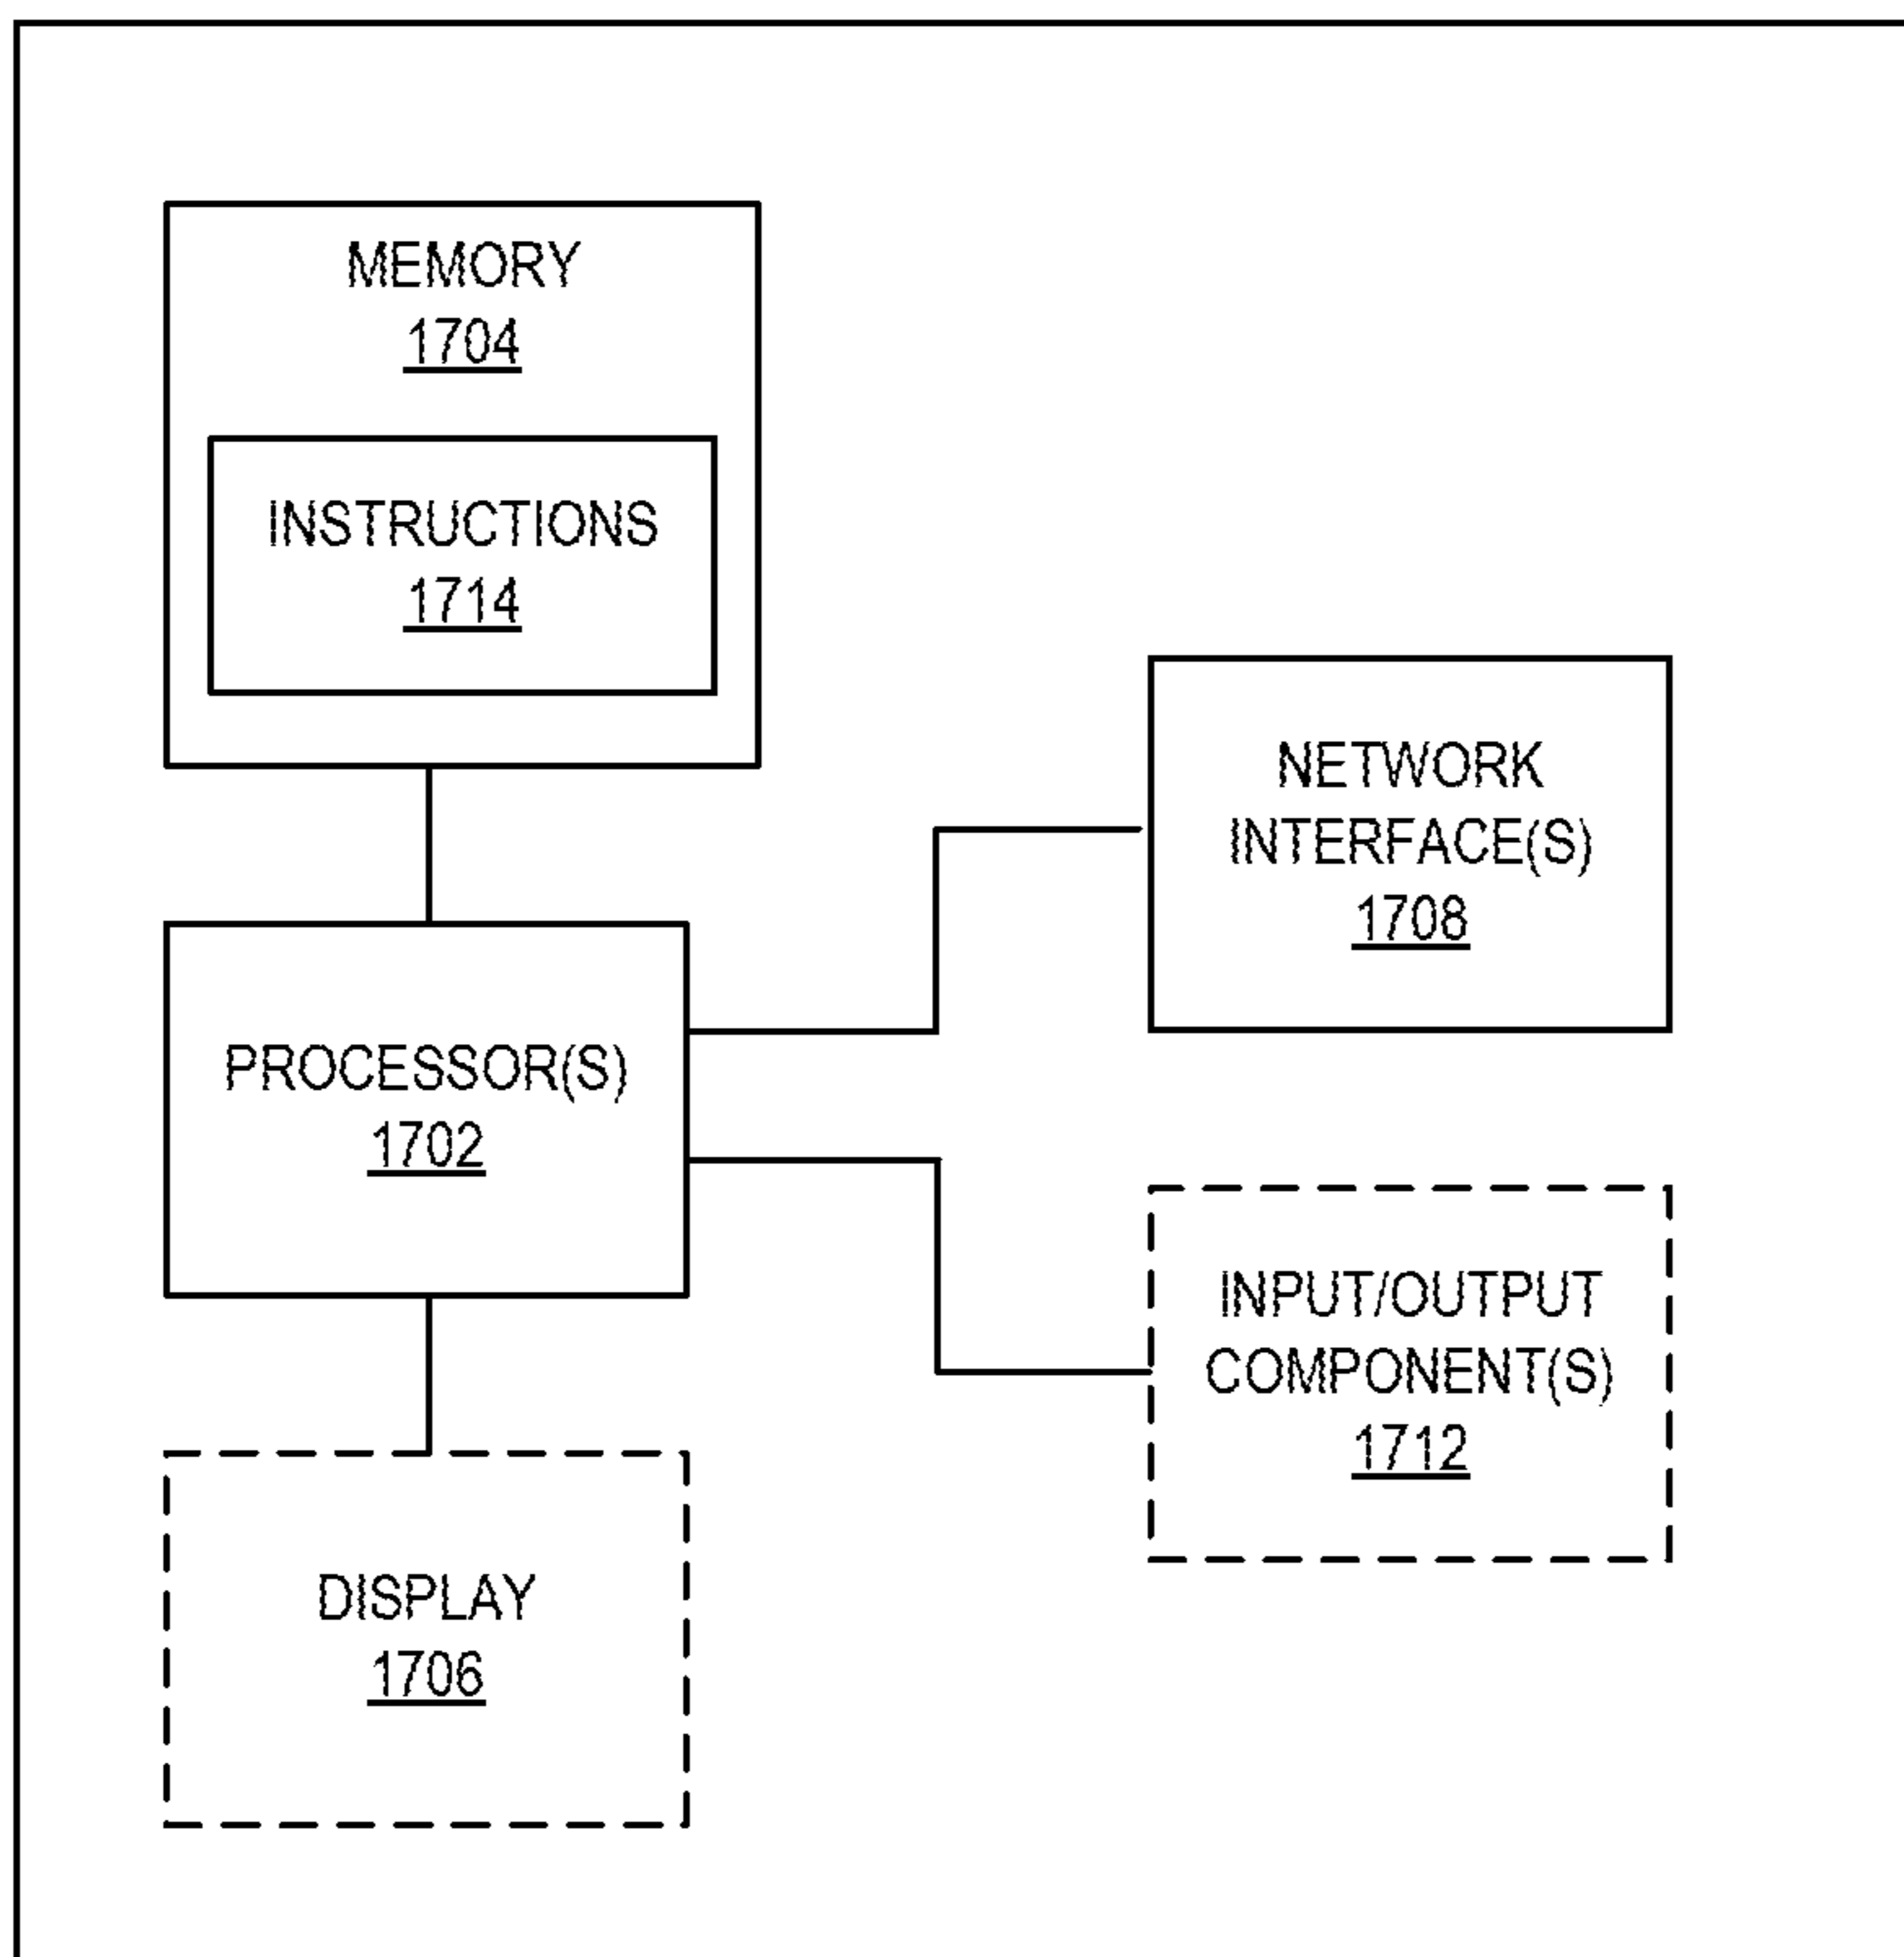 MEMORY
1704
INSTRUCTIONS
1714
NETWORK
INTERFACE(S)
1708
PROCESSOR(S)
1702
INPUT/OUTPUT
COMPONENT(S)
1712
DISPLAY
1706